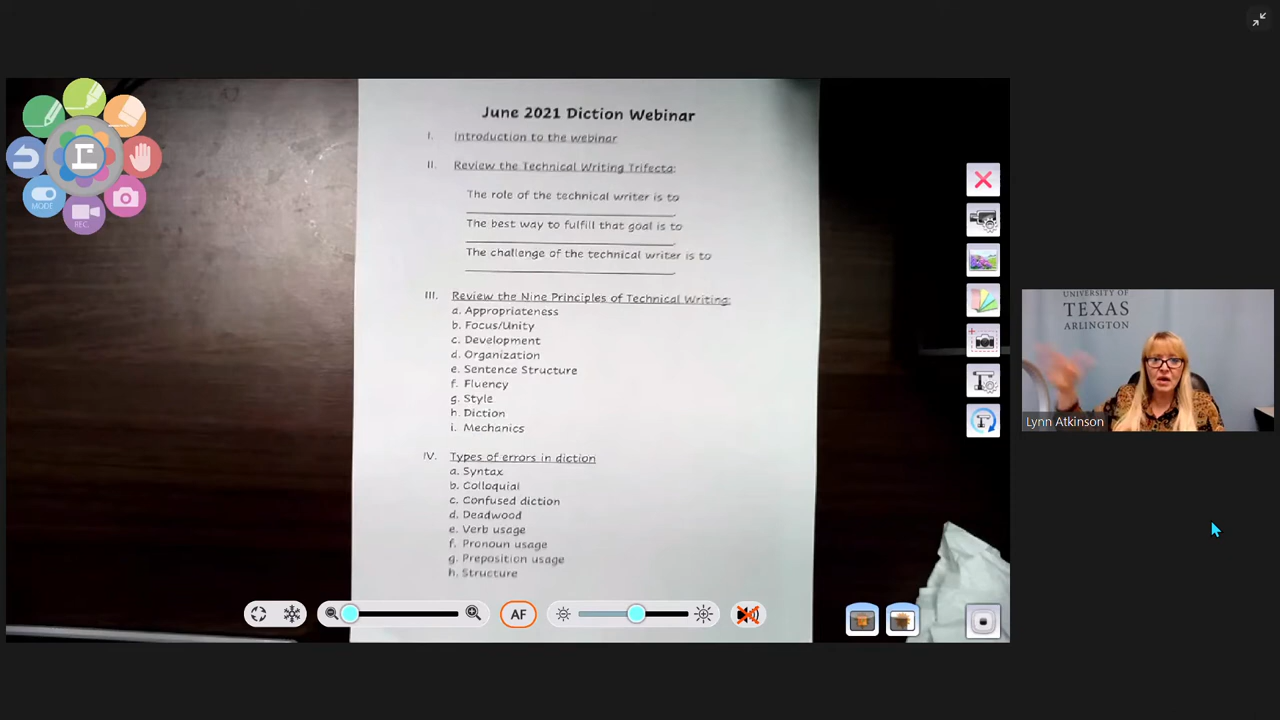 June 2021 Diction Webinar
I. Introduction to the webinar
II. Review the Technical Writing Trifecta:
The role of the technical writer is to
The best way to fulfill that goal is to
The challenge of the technical writer is to
III. Review the Nine Principles of Technical Writing:
a. Appropriateness
b. Focus/Unity
c. Development
d. Organization
e. Sentence Structure
f. Fluency
g. Style
h. Diction
i. Mechanics
IV. Types of errors in diction
a. Syntax
b. Colloquial
c. Confused diction
d. Deadwood
e. Verb usage
f. Pronoun usage
g. Preposition usage
h. Structure
MODE
REC.
AF
UNIVERSITY OF
TEXAS
ARLINGTON
Lynn Atkinson